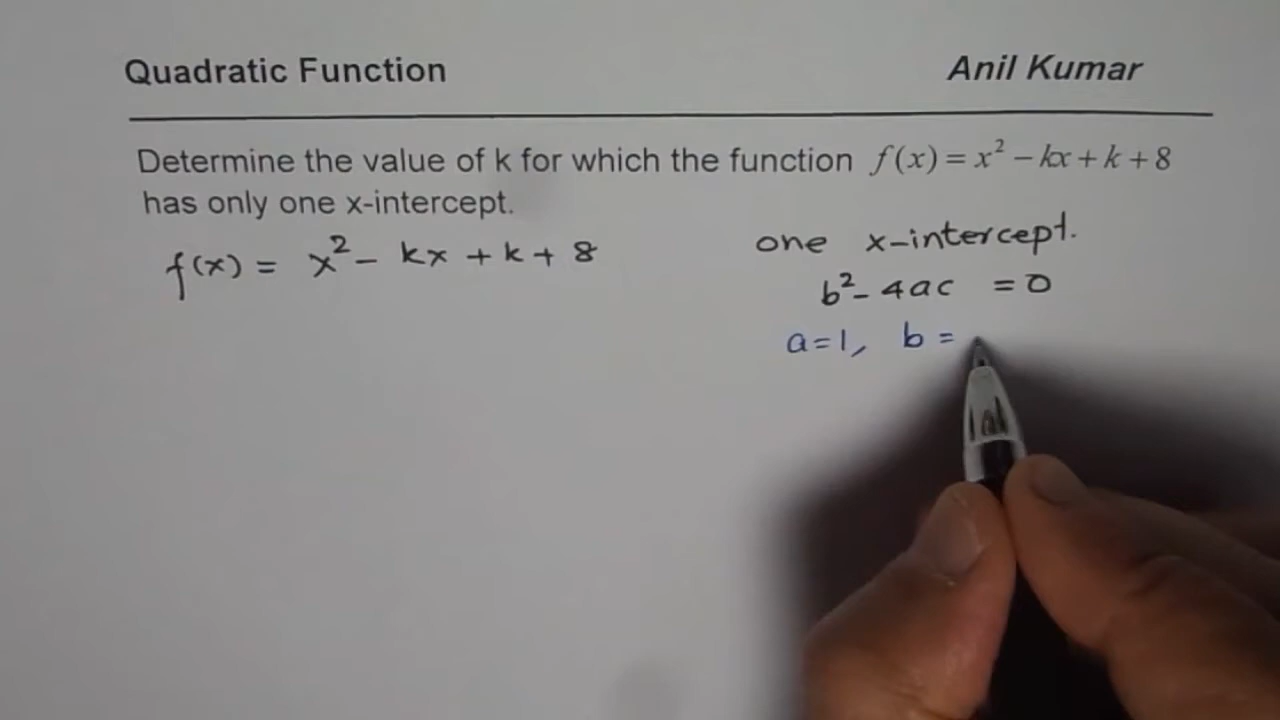 Quadratic Function Anil Kumar
Determine the value of k for which the function f(x) = x² − kx + k + 8
has only one x-intercept.
f(x) = x² − kx + k + 8
one x-intercept.
b² − 4ac = 0
a=1, b =